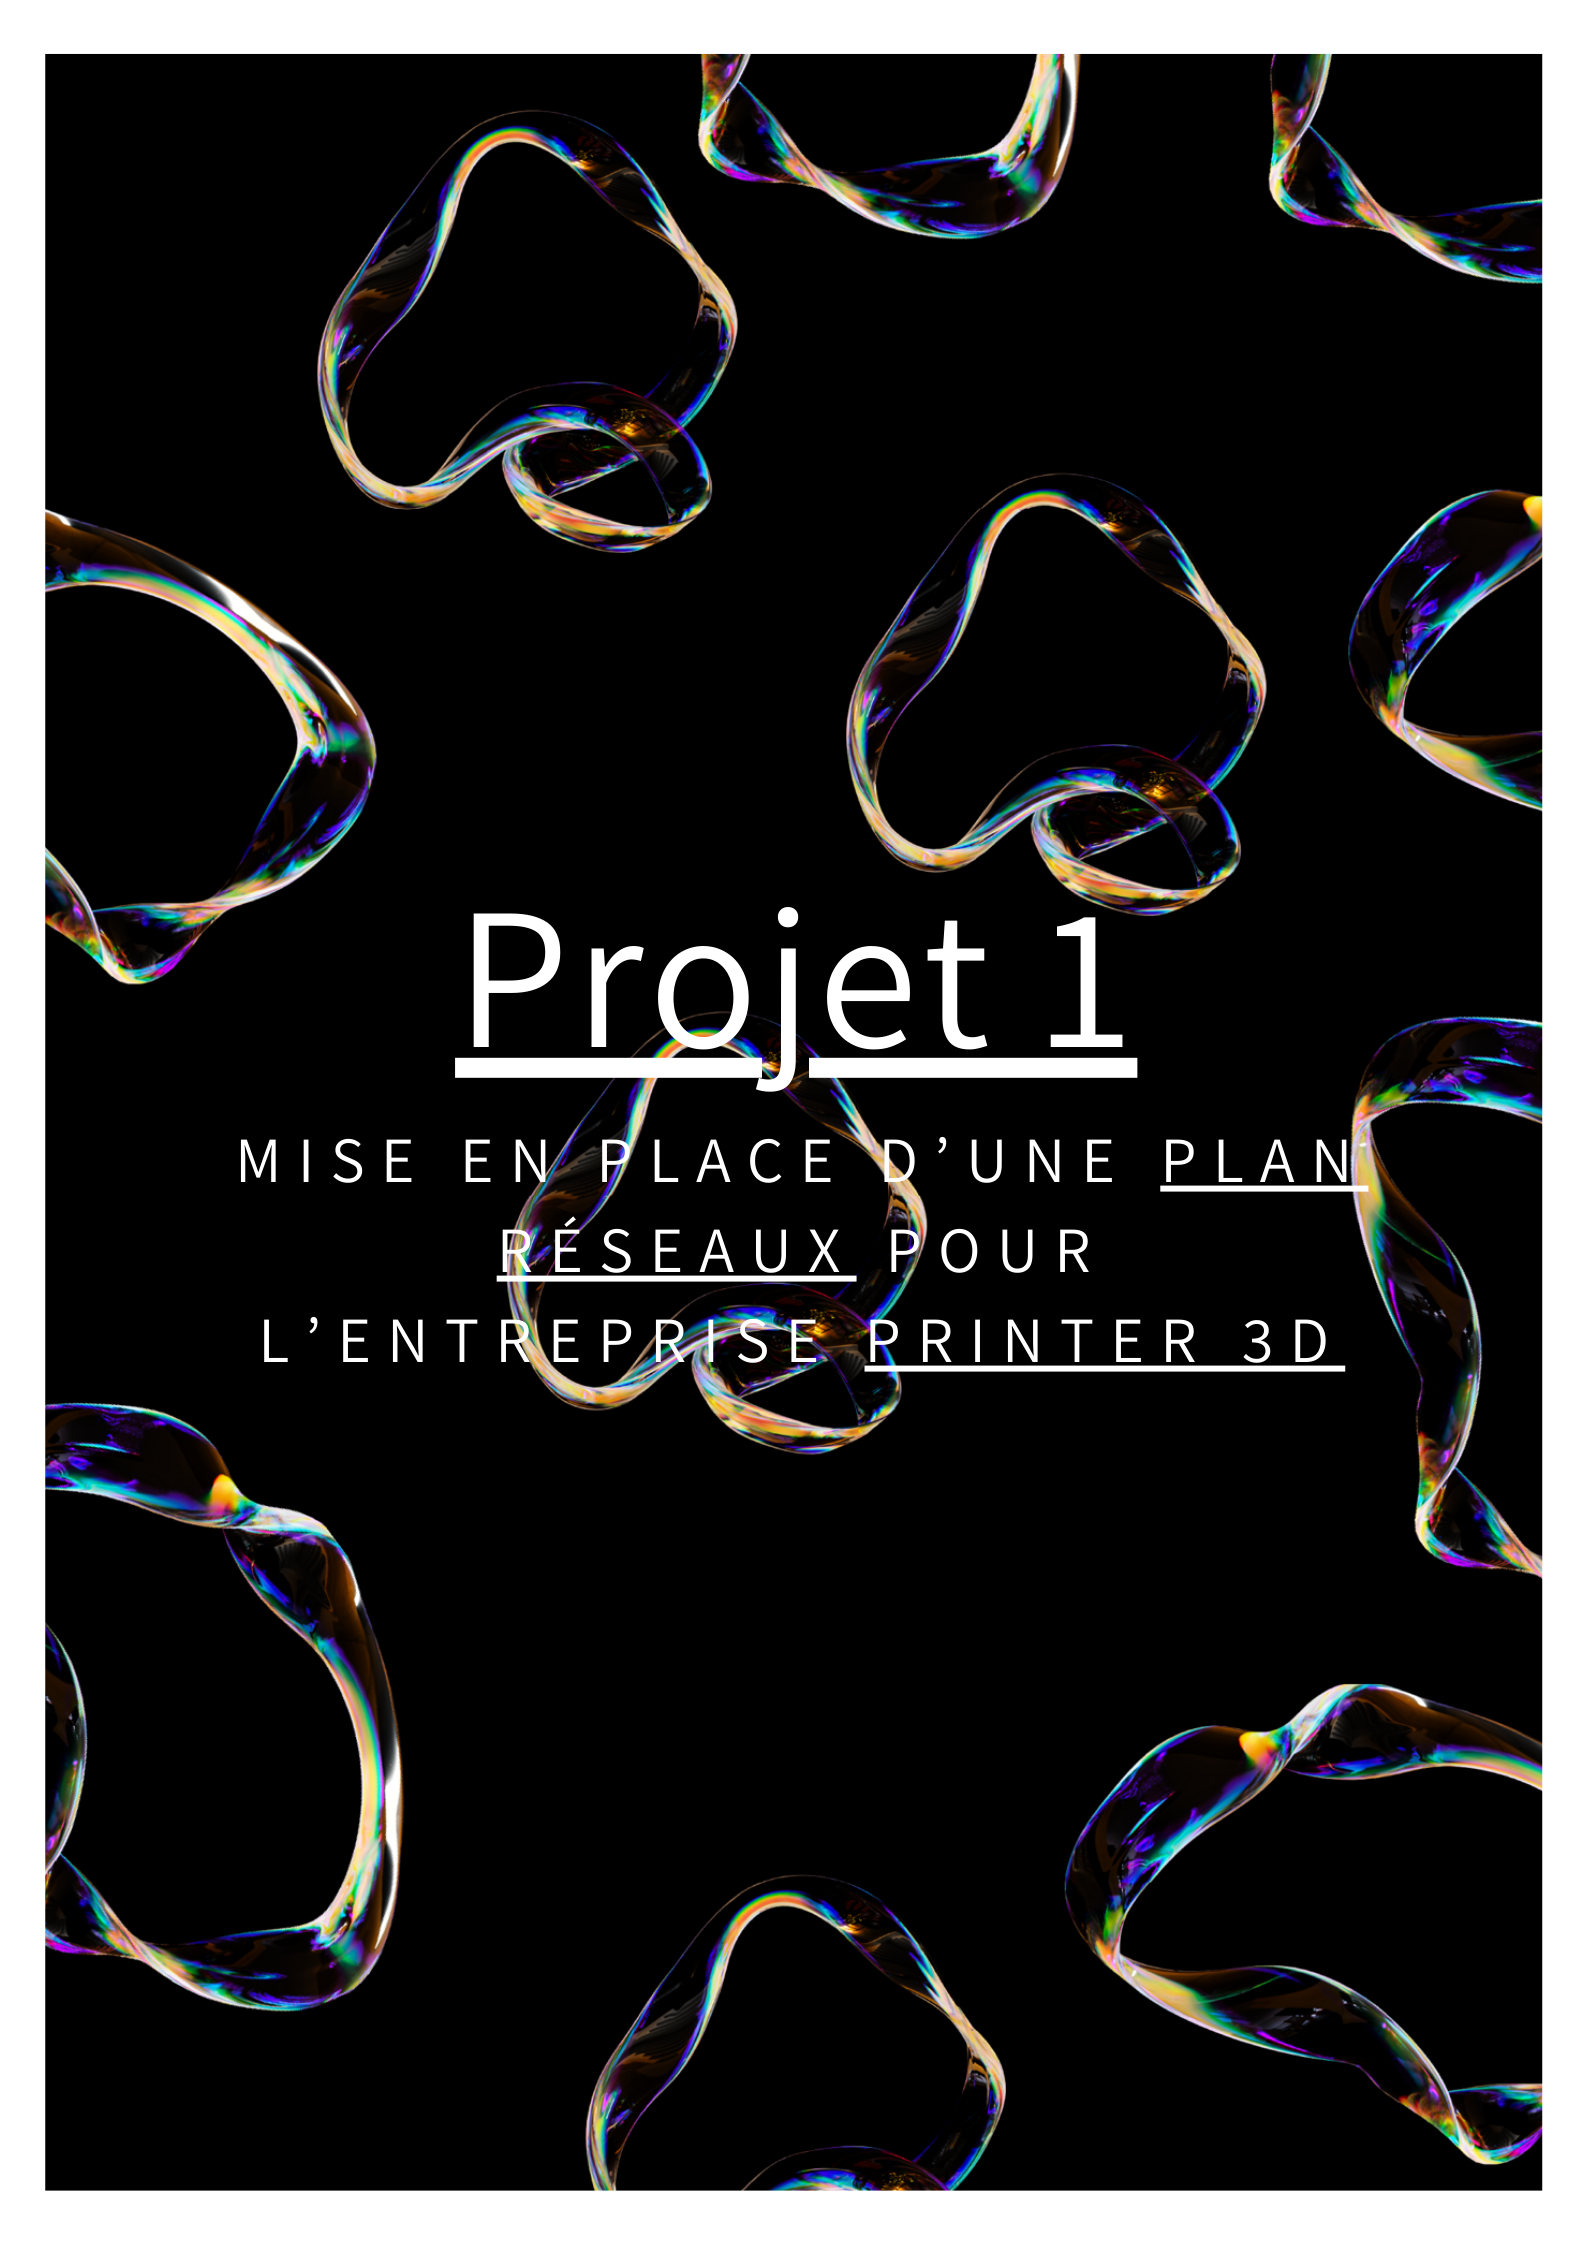 Projet 1
MISE EN PLACE D’UNE PLAN
RÉSEAUX POUR
L’ENTREPRISE PRINTER 3D